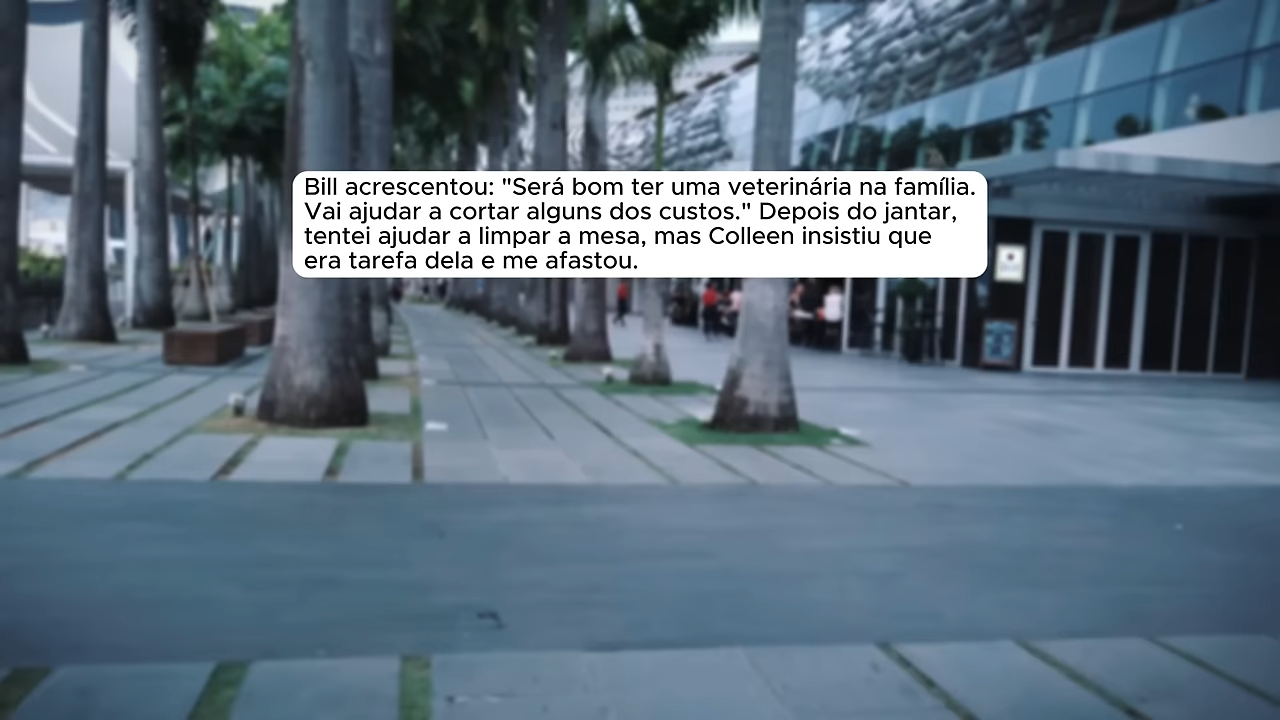 Bill acrescentou: "Será bom ter uma veterinária na família.
Vai ajudar a cortar alguns dos custos." Depois do jantar,
tentei ajudar a limpar a mesa, mas Colleen insistiu que
era tarefa dela e me afastou.